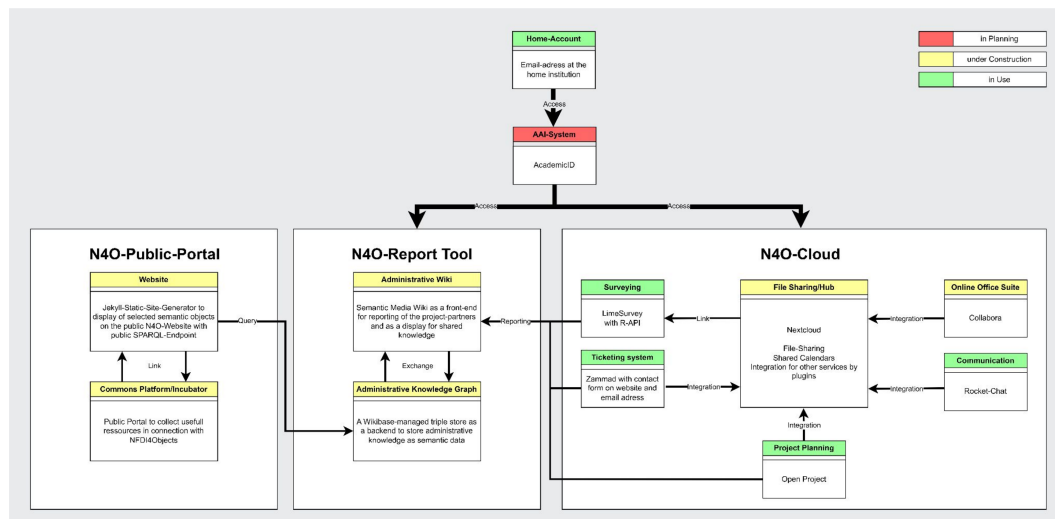 Home-Account
Email-adress at the
home institution
in Planning
under Construction
in Use
Access
AAI-System
AcademicID
Access
Access
N4O-Public-Portal
Website
Jekyll-Static-Site-Generator to
display of selected semantic objects
on the public N4O-Website with
public SPARQL-Endpoint
Link
Commons Platform/Incubator
Public Portal to collect usefull
ressources in connection with
NFDI4Objects
Query
N4O-Report Tool
Administrative Wiki
Semantic Media Wiki as a front-end
for reporting of the project-partners
and as a display for shared
knowledge
Exchange
Administrative Knowledge Graph
A Wikibase-managed triple store as
a backend to store administrative
knowledge as semantic data
Reporting
N4O-Cloud
Surveying
LimeSurvey
with R-API
Link
Ticketing system
Zammad with contact
form on website and
email adress
Integration
File Sharing/Hub
Nextcloud
File-Sharing
Shared Calendars
Integration for other services by
plugins
Integration
Online Office Suite
Collabora
Integration
Communication
Rocket-Chat
Integration
Project Planning
Open Project